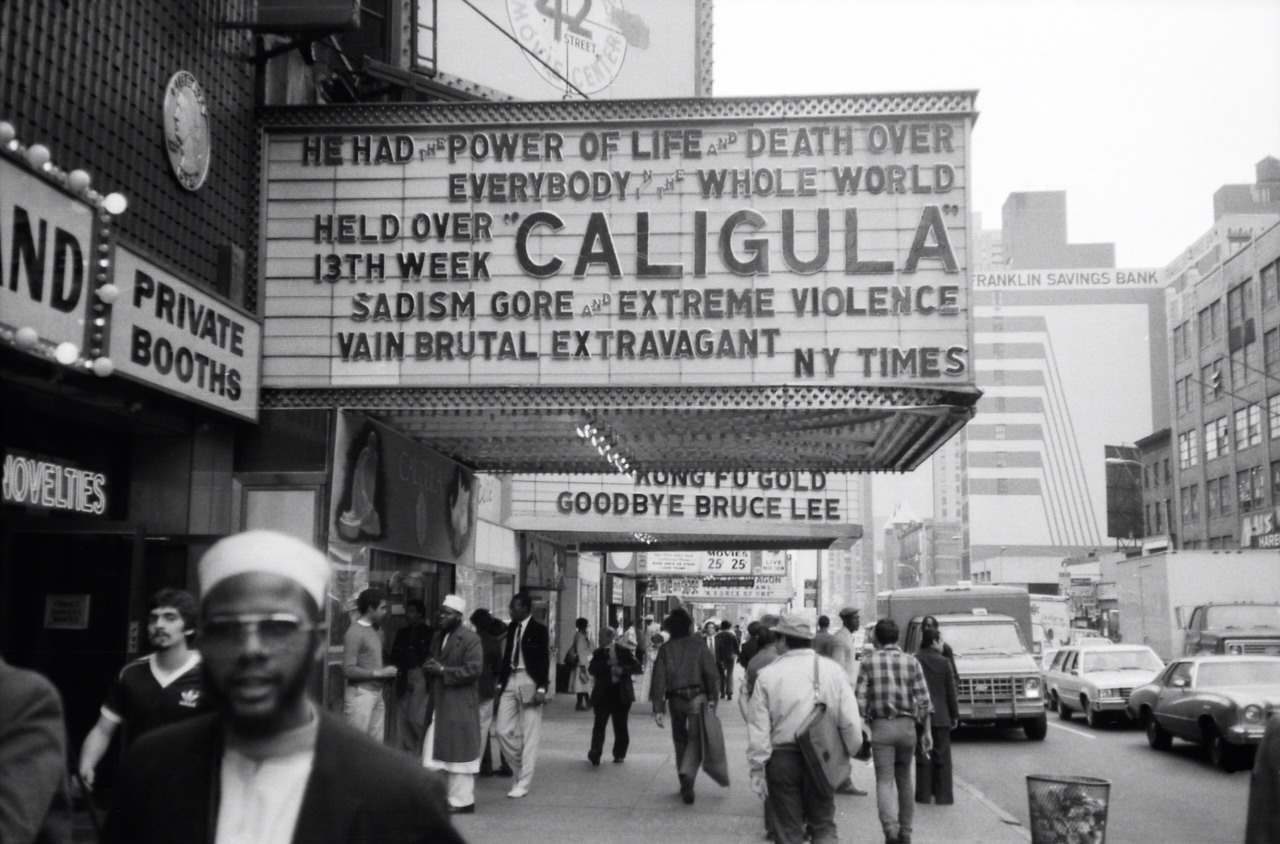 42
STREET
MOVIE CENTER
HE HAD THE POWER OF LIFE AND DEATH OVER
EVERYBODY IN THE WHOLE WORLD
HELD OVER "CALIGULA"
13TH WEEK
SADISM GORE AND EXTREME VIOLENCE
VAIN BRUTAL EXTRAVAGANT NY TIMES
AND
PRIVATE
BOOTHS
NOVELTIES
FRANKLIN SAVINGS BANK
KUNG FU GOLD
GOODBYE BRUCE LEE
MOVIES
25¢ 25¢